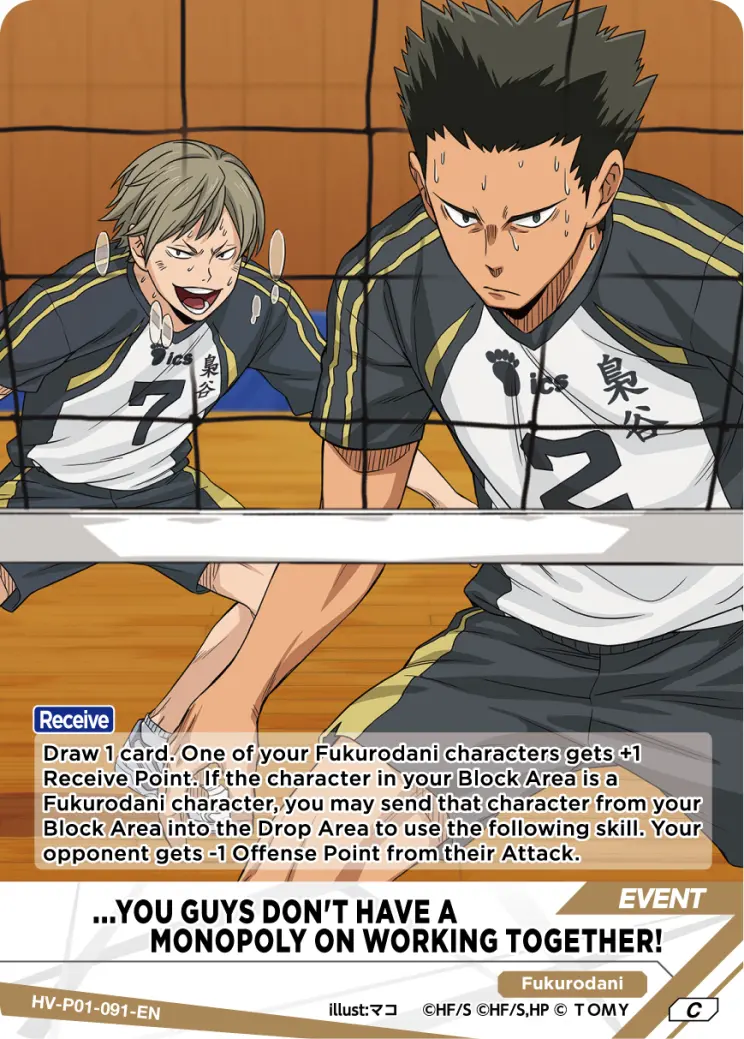 ics
梟谷
7
ics
梟谷
2
Receive
Draw 1 card. One of your Fukurodani characters gets +1
Receive Point. If the character in your Block Area is a
Fukurodani character, you may send that character from your
Block Area into the Drop Area to use the following skill. Your
opponent gets -1 Offense Point from their Attack.
EVENT
...YOU GUYS DON'T HAVE A
MONOPOLY ON WORKING TOGETHER!
Fukurodani
HV-P01-091-EN
illust:マコ ©HF/S ©HF/S,HP © TOMY
C